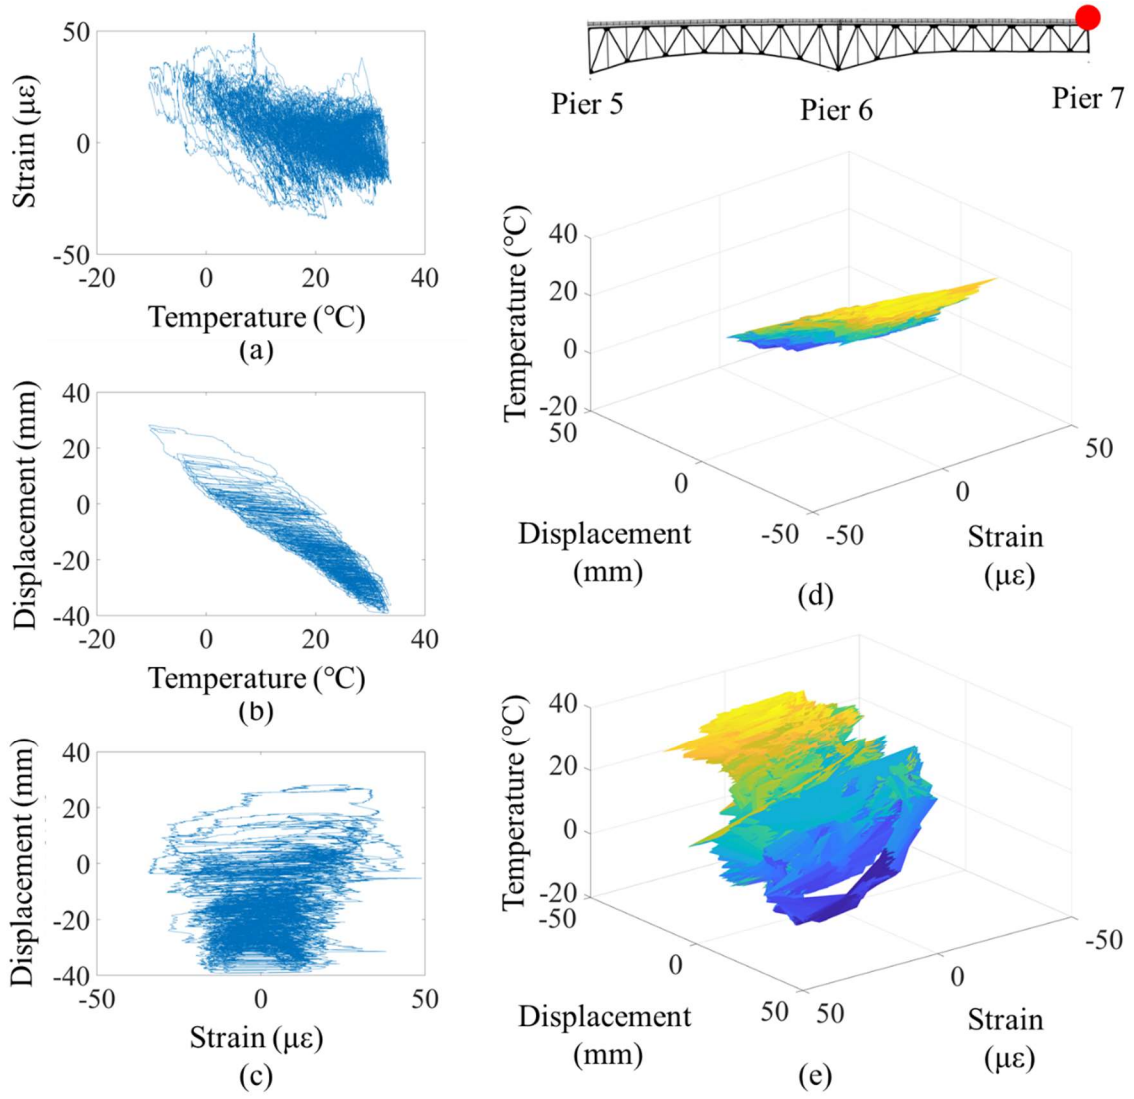 50
0
-50
-20
0
20
40
Strain (με)
Temperature (°C)
(a)
40
20
0
-20
-40
-20
0
20
40
Displacement (mm)
Temperature (°C)
(b)
40
20
0
-20
-40
-50
0
50
Displacement (mm)
Strain (με)
(c)
Pier 5
Pier 6
Pier 7
40
20
0
-20
Temperature (°C)
50
0
-50
-50
0
50
Displacement
(mm)
Strain
(με)
(d)
40
20
0
-20
Temperature (°C)
-50
0
50
50
0
-50
Displacement
(mm)
Strain
(με)
(e)